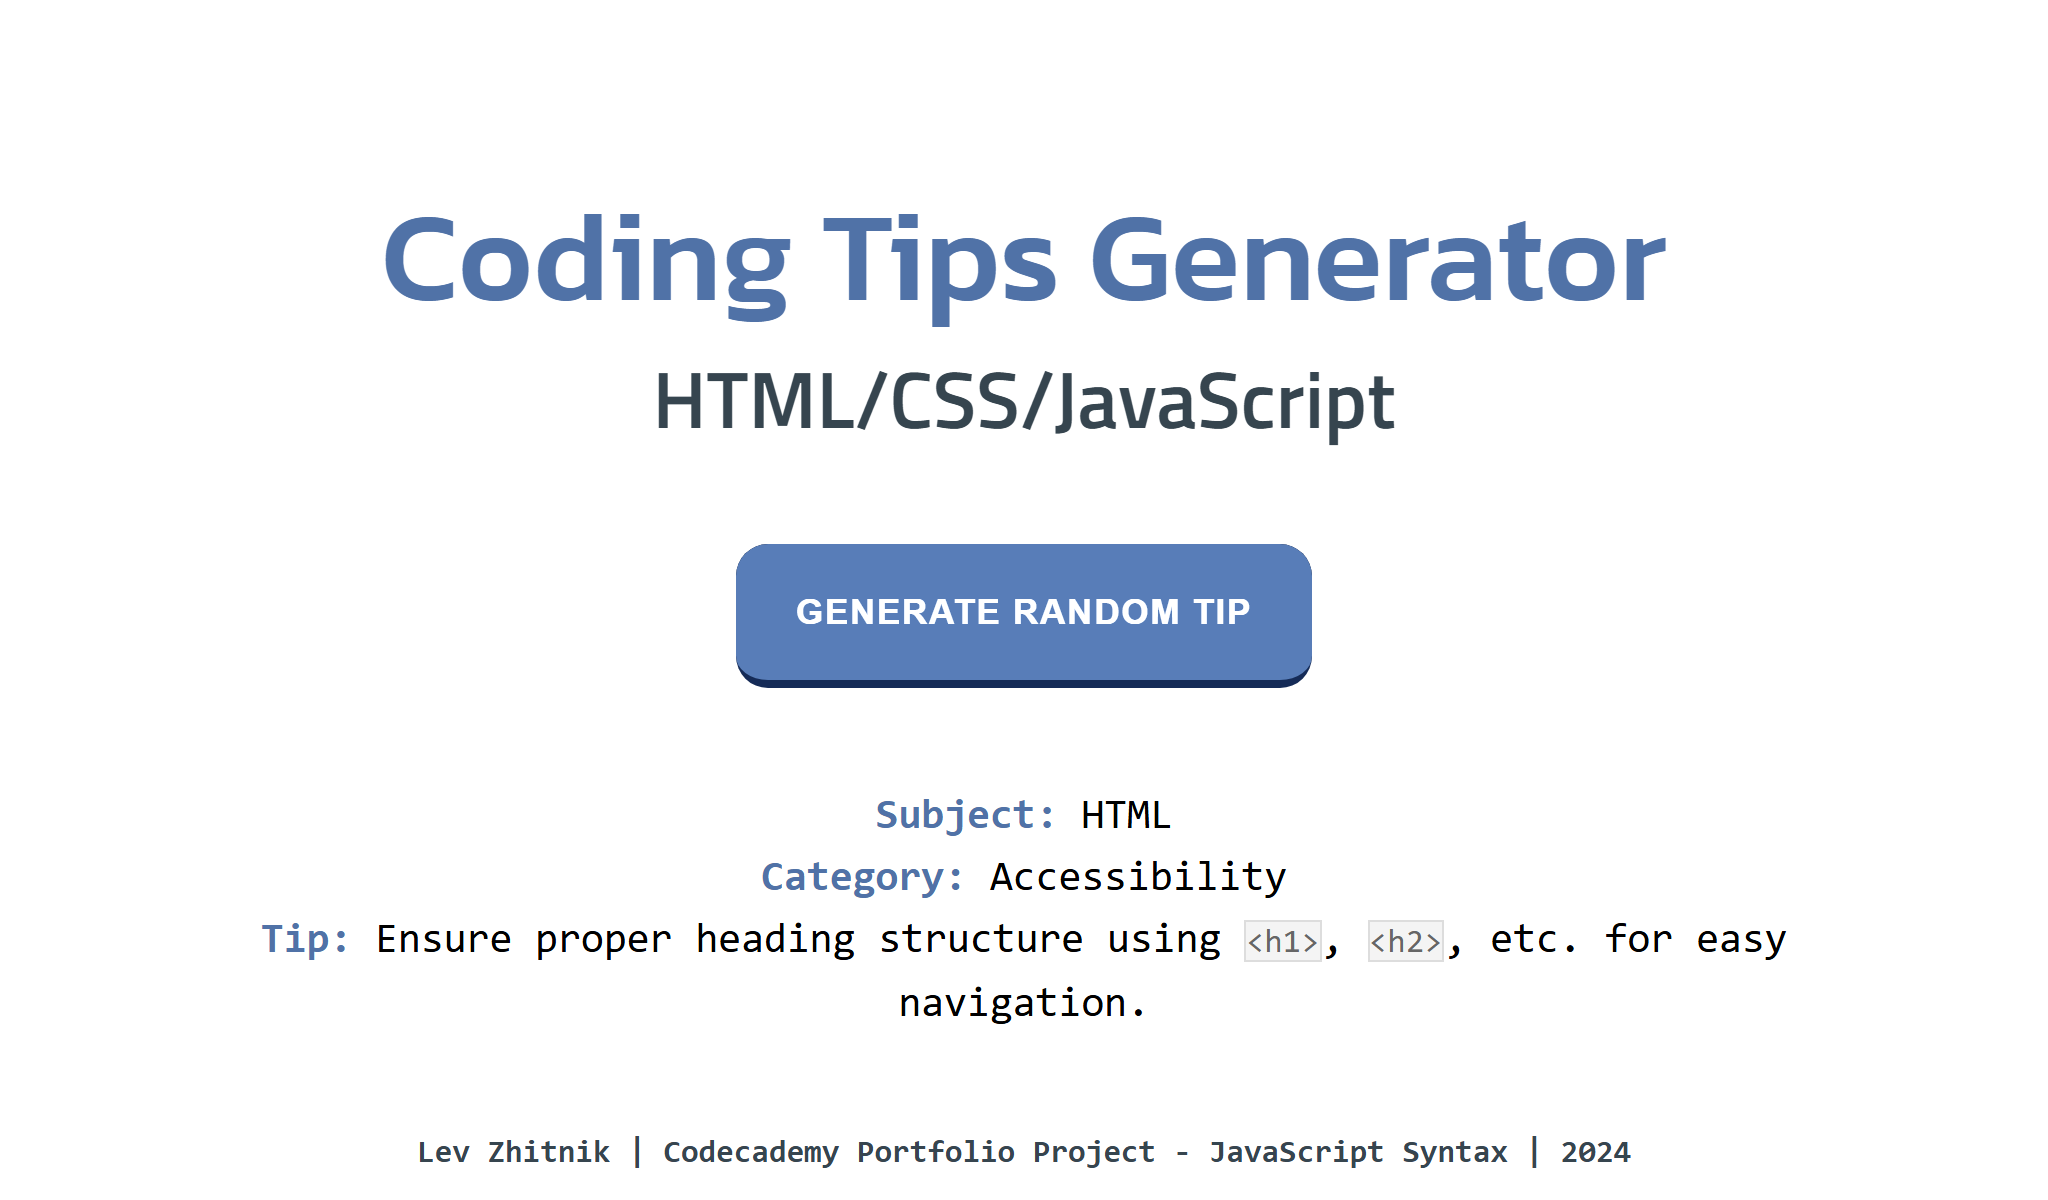 Coding Tips Generator
HTML/CSS/JavaScript
GENERATE RANDOM TIP
Subject: HTML
Category: Accessibility
Tip: Ensure proper heading structure using <h1>, <h2>, etc. for easy
navigation.
Lev Zhitnik | Codecademy Portfolio Project - JavaScript Syntax | 2024